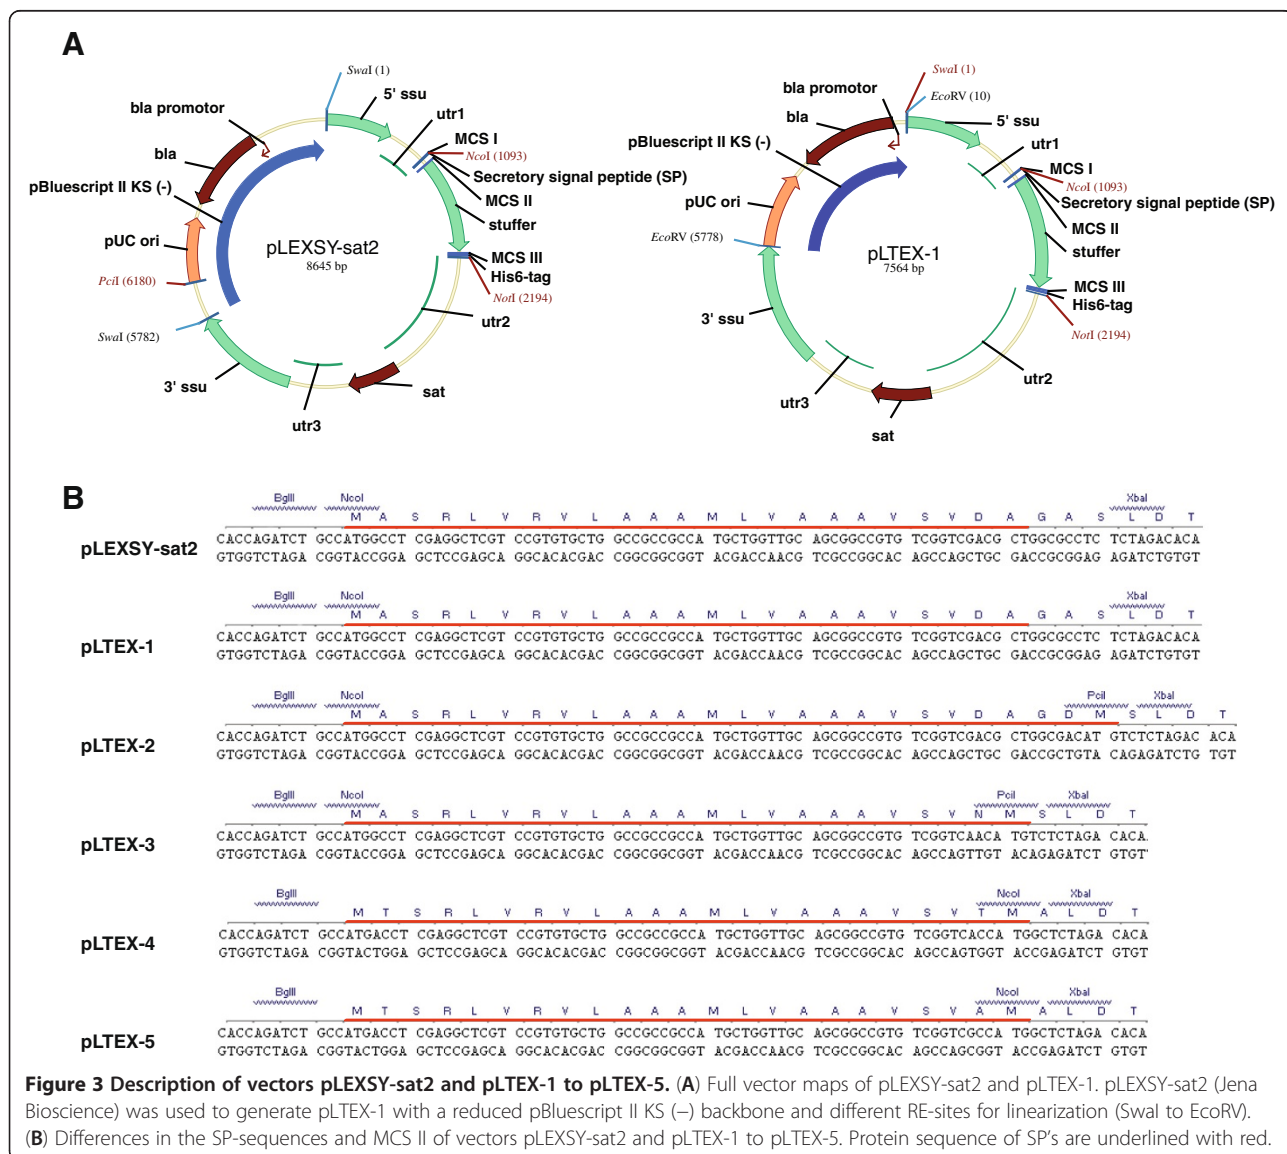 A
SwaI (1)
5' ssu
bla promotor
utr1
MCS I
NcoI (1093)
Secretory signal peptide (SP)
bla
pBluescript II KS (-)
MCS II
stuffer
pUC ori
pLEXSY-sat2
8645 bp
MCS III
His6-tag
PciI (6180)
NotI (2194)
utr2
SwaI (5782)
3' ssu
sat
utr3
SwaI (1)
bla promotor
EcoRV (10)
bla
5' ssu
pBluescript II KS (-)
utr1
MCS I
NcoI (1093)
Secretory signal peptide (SP)
pUC ori
MCS II
EcoRV (5778)
stuffer
pLTEX-1
7564 bp
MCS III
His6-tag
3' ssu
NotI (2194)
utr2
utr3
sat
B
BglII NcoI XbaI
M A S R L V R V L A A A M L V A A A V S V D A G A S L D T
pLEXSY-sat2
CACCAGATCT GCCATGGCCT CGAGGCTCGT CCGTGTGCTG GCCGCCGCCA TGCTGGTTGC AGCGGCCGTG TCGGTCGACG CTGGCGCCTC TCTAGACACA
GTGGTCTAGA CGGTACCGGA GCTCCGAGCA GGCACACGAC CGGCGGCGGT ACGACCAACG TCGCCGGCAC AGCCAGCTGC GACCGCGGAG AGATCTGTGT
BglII NcoI XbaI
M A S R L V R V L A A A M L V A A A V S V D A G A S L D T
pLTEX-1
CACCAGATCT GCCATGGCCT CGAGGCTCGT CCGTGTGCTG GCCGCCGCCA TGCTGGTTGC AGCGGCCGTG TCGGTCGACG CTGGCGCCTC TCTAGACACA
GTGGTCTAGA CGGTACCGGA GCTCCGAGCA GGCACACGAC CGGCGGCGGT ACGACCAACG TCGCCGGCAC AGCCAGCTGC GACCGCGGAG AGATCTGTGT
BglII NcoI PciI XbaI
M A S R L V R V L A A A M L V A A A V S V D A G D M S L D T
pLTEX-2
CACCAGATCT GCCATGGCCT CGAGGCTCGT CCGTGTGCTG GCCGCCGCCA TGCTGGTTGC AGCGGCCGTG TCGGTCGACG CTGGCGACAT GTCTCTAGAC ACA
GTGGTCTAGA CGGTACCGGA GCTCCGAGCA GGCACACGAC CGGCGGCGGT ACGACCAACG TCGCCGGCAC AGCCAGCTGC GACCGCTGTA CAGAGATCTG TGT
BglII NcoI PciI XbaI
M A S R L V R V L A A A M L V A A A V S V N M S L D T
pLTEX-3
CACCAGATCT GCCATGGCCT CGAGGCTCGT CCGTGTGCTG GCCGCCGCCA TGCTGGTTGC AGCGGCCGTG TCGGTCAACA TGTCTCTAGA CACA
GTGGTCTAGA CGGTACCGGA GCTCCGAGCA GGCACACGAC CGGCGGCGGT ACGACCAACG TCGCCGGCAC AGCCAGTTGT ACAGAGATCT GTGT
BglII NcoI XbaI
M T S R L V R V L A A A M L V A A A V S V T M A L D T
pLTEX-4
CACCAGATCT GCCATGACCT CGAGGCTCGT CCGTGTGCTG GCCGCCGCCA TGCTGGTTGC AGCGGCCGTG TCGGTCACCA TGGCTCTAGA CACA
GTGGTCTAGA CGGTACTGGA GCTCCGAGCA GGCACACGAC CGGCGGCGGT ACGACCAACG TCGCCGGCAC AGCCAGTGGT ACCGAGATCT GTGT
BglII NcoI XbaI
M T S R L V R V L A A A M L V A A A V S V A M A L D T
pLTEX-5
CACCAGATCT GCCATGACCT CGAGGCTCGT CCGTGTGCTG GCCGCCGCCA TGCTGGTTGC AGCGGCCGTG TCGGTCGCCA TGGCTCTAGA CACA
GTGGTCTAGA CGGTACTGGA GCTCCGAGCA GGCACACGAC CGGCGGCGGT ACGACCAACG TCGCCGGCAC AGCCAGCGGT ACCGAGATCT GTGT
Figure 3 Description of vectors pLEXSY-sat2 and pLTEX-1 to pLTEX-5. (A) Full vector maps of pLEXSY-sat2 and pLTEX-1. pLEXSY-sat2 (Jena
Bioscience) was used to generate pLTEX-1 with a reduced pBluescript II KS (−) backbone and different RE-sites for linearization (SwaI to EcoRV).
(B) Differences in the SP-sequences and MCS II of vectors pLEXSY-sat2 and pLTEX-1 to pLTEX-5. Protein sequence of SP's are underlined with red.